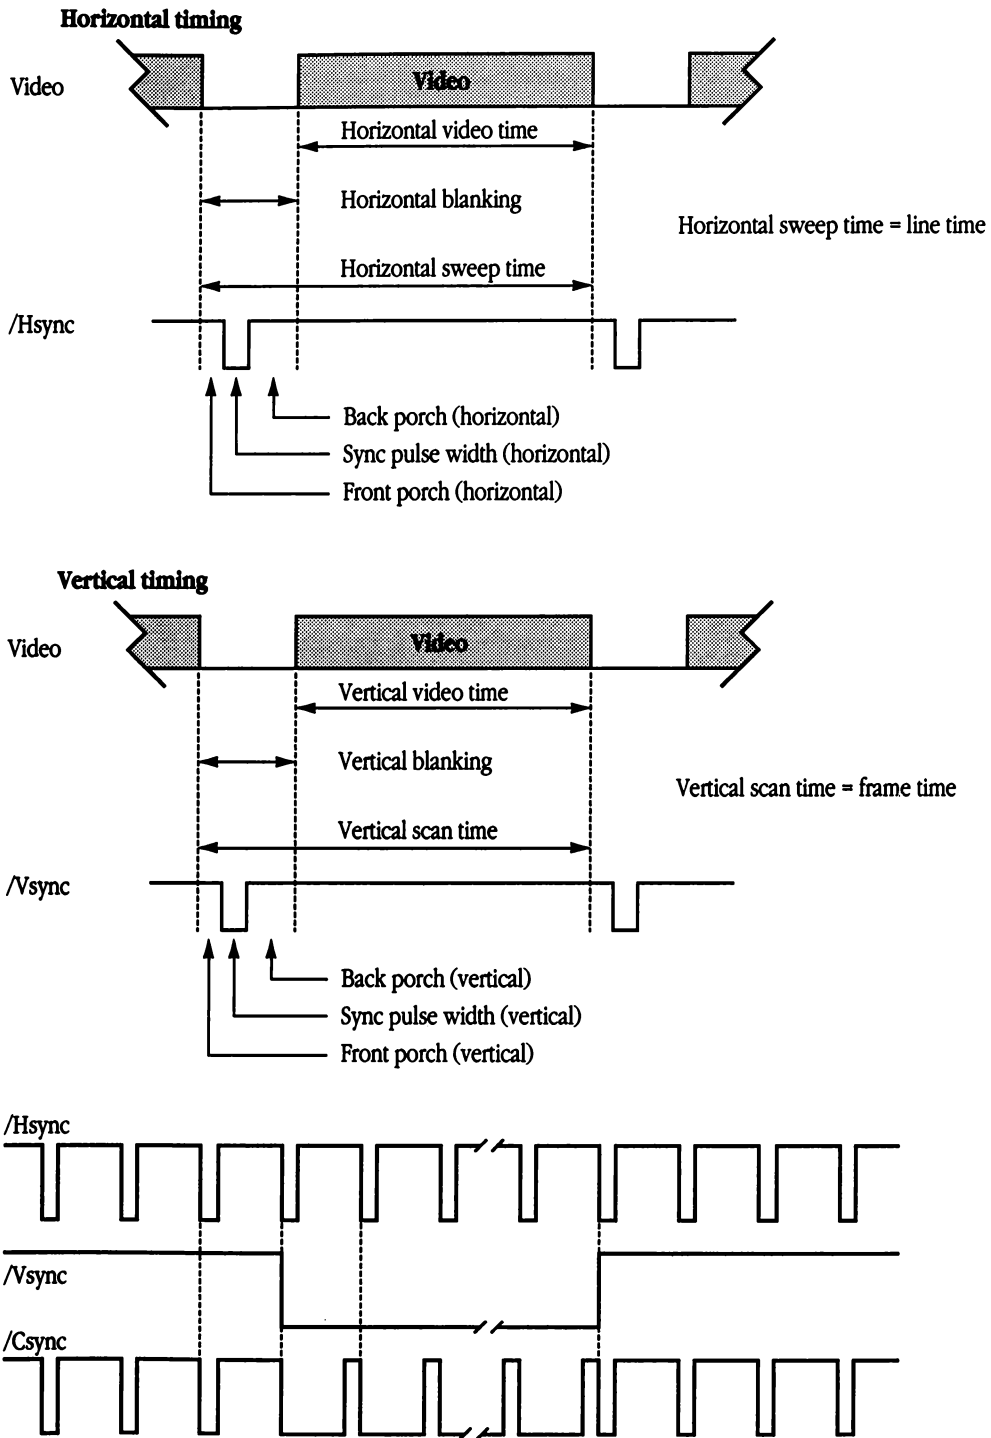 Horizontal timing
Video
Video
Horizontal video time
Horizontal blanking
Horizontal sweep time = line time
Horizontal sweep time
/Hsync
Back porch (horizontal)
Sync pulse width (horizontal)
Front porch (horizontal)
Vertical timing
Video
Video
Vertical video time
Vertical blanking
Vertical scan time = frame time
Vertical scan time
/Vsync
Back porch (vertical)
Sync pulse width (vertical)
Front porch (vertical)
/Hsync
/Vsync
/Csync